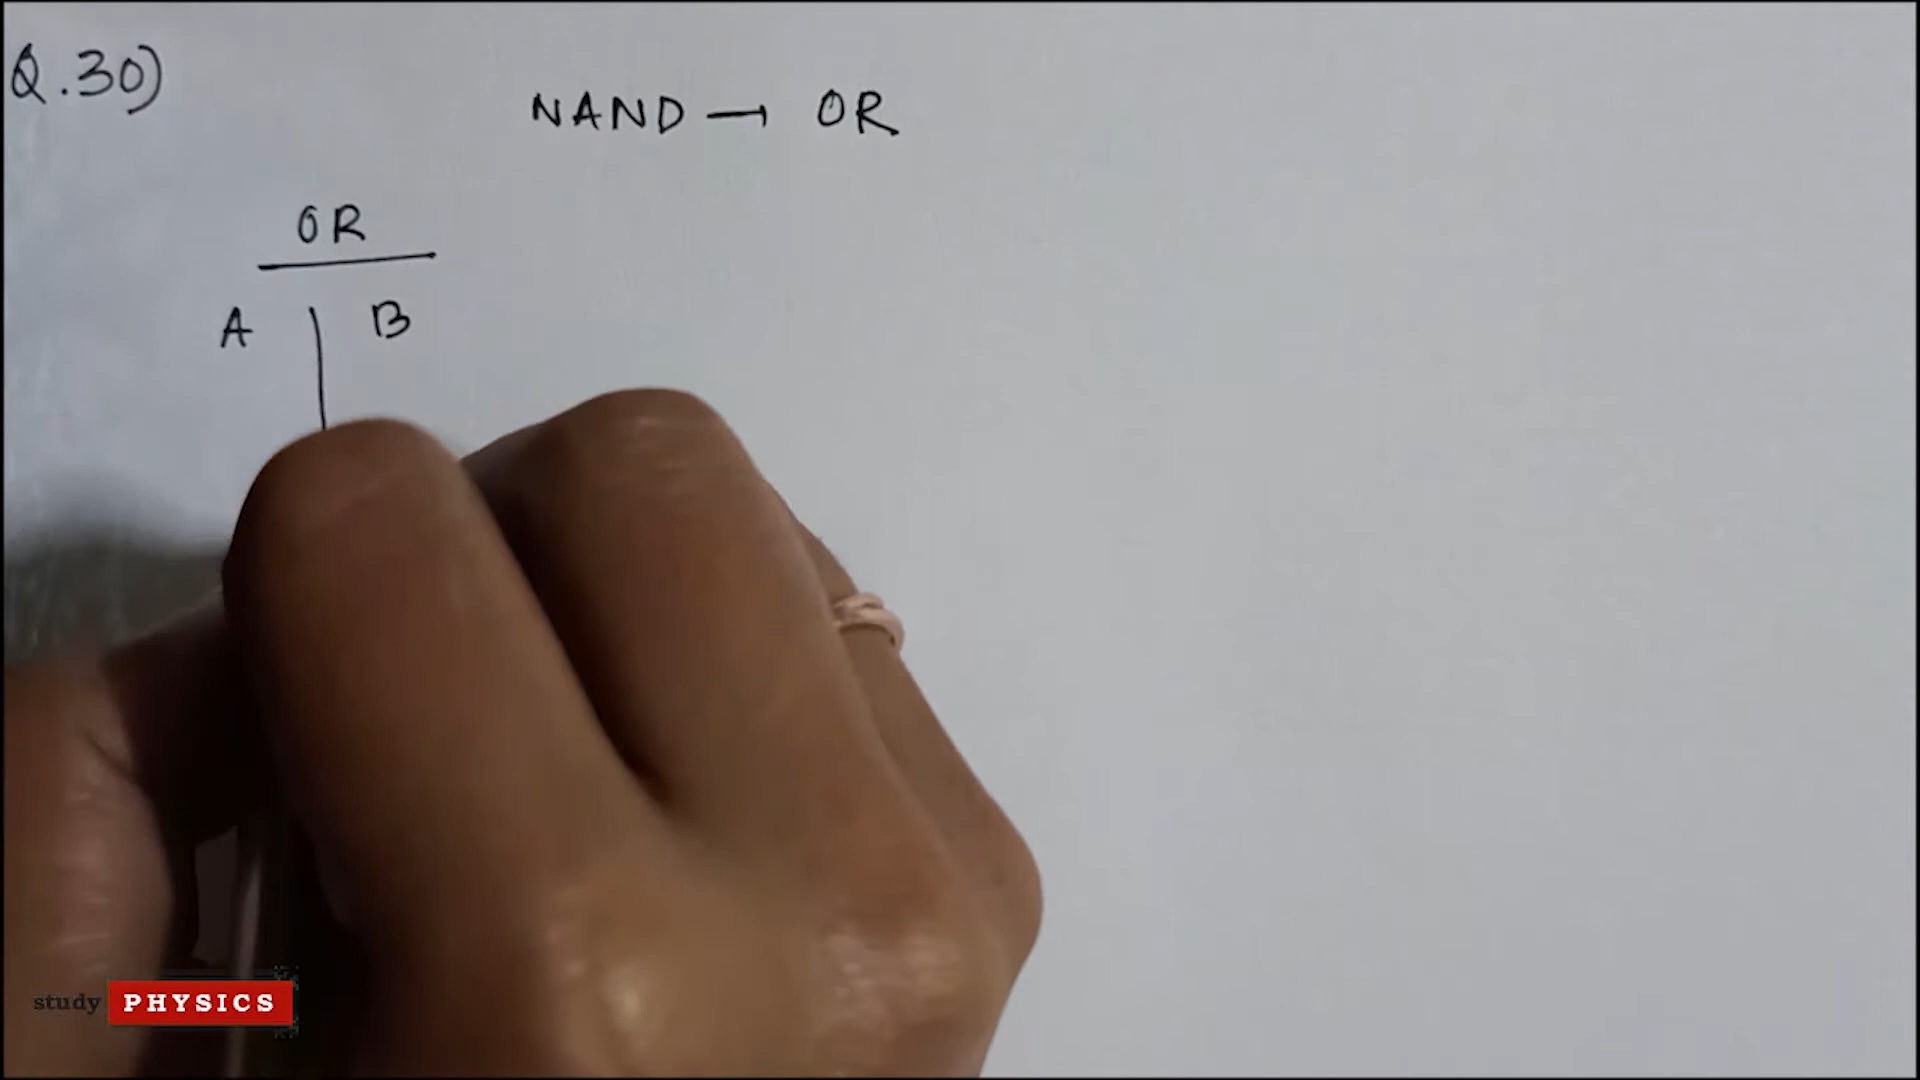 Q.30)
NAND → OR
OR
A | B
study PHYSICS